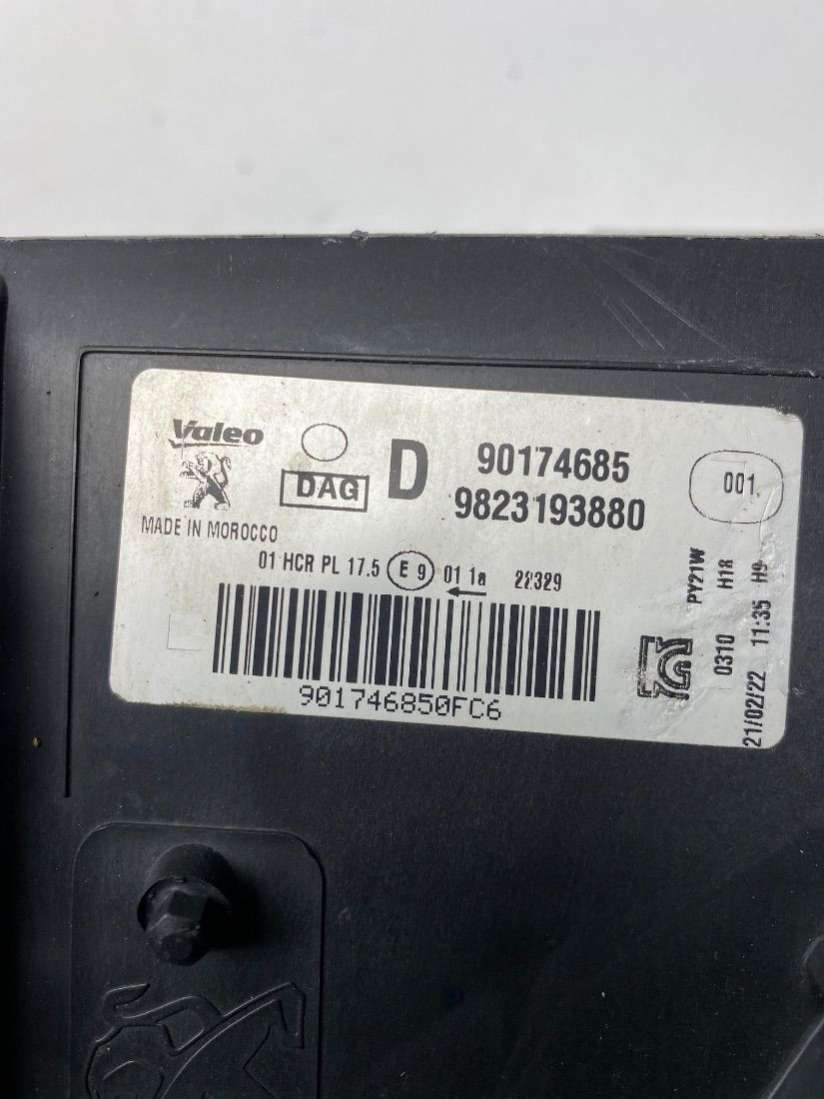 Valeo
DAG
D
90174685
9823193880
001
MADE IN MOROCCO
01 HCR PL 17.5 E 9 01 1a 22329
901746850FC6
PY21W
0310 H18
21/02/22 11:35 H9